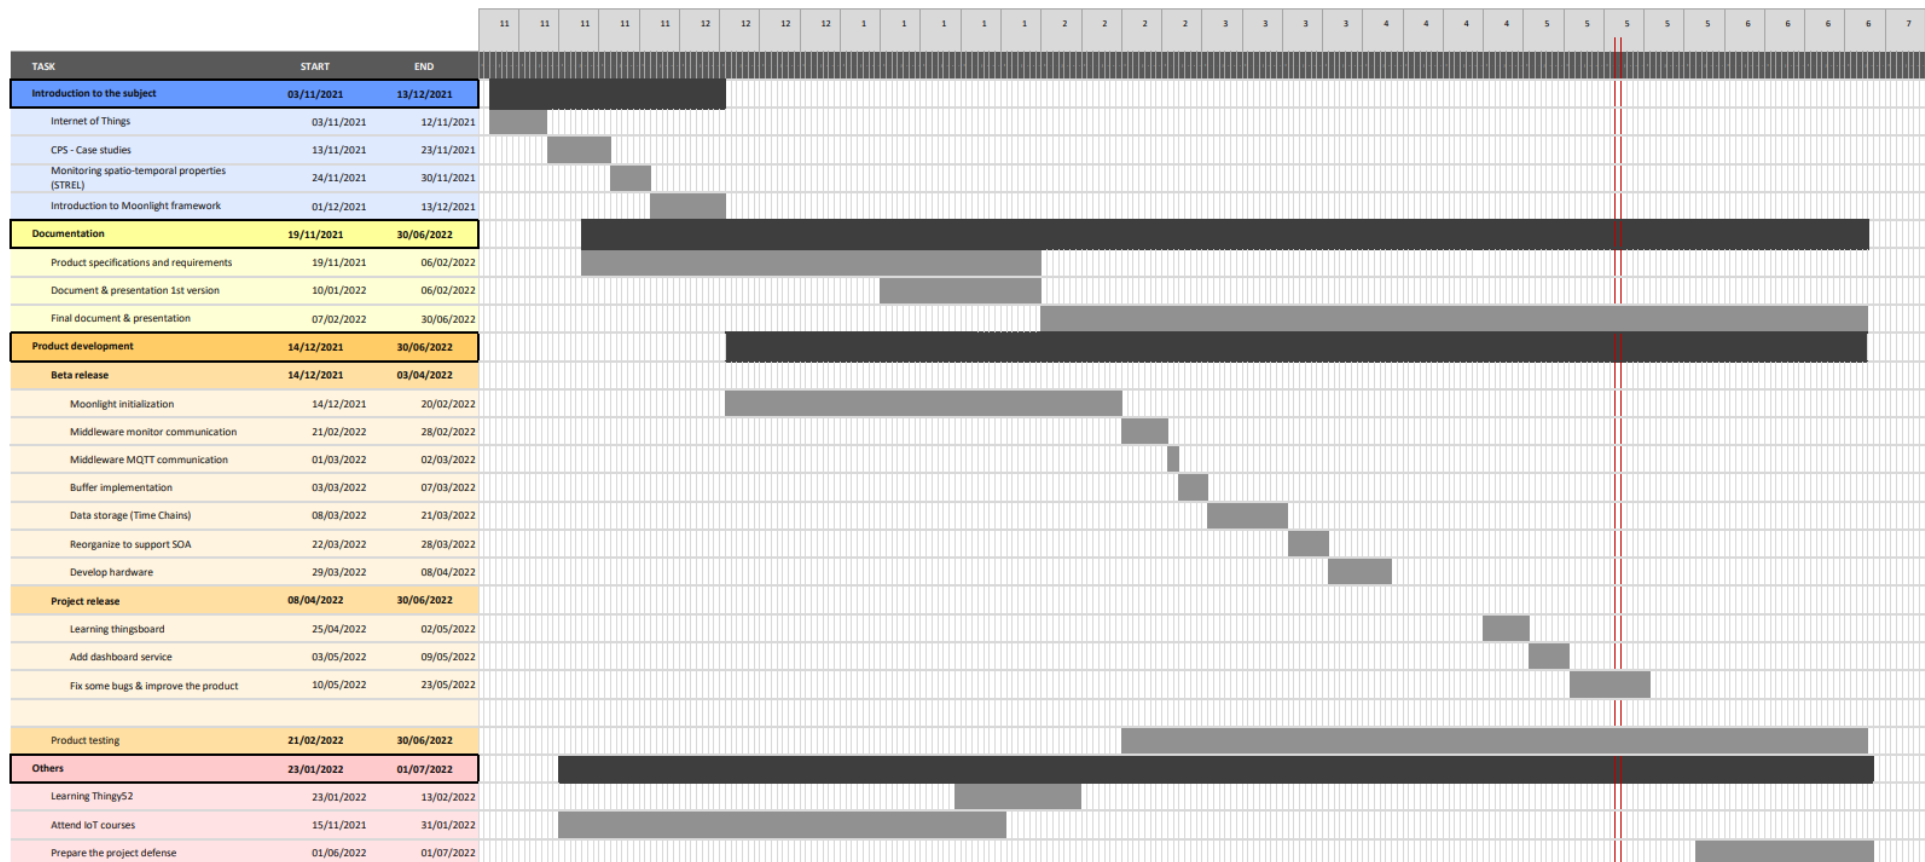 11 11 11 11 11 12 12 12 12 1 1 1 1 1 2 2 2 2 3 3 3 3 4 4 4 4 5 5 5 5 5 6 6 6 6 7
TASK START END
Introduction to the subject 03/11/2021 13/12/2021
Internet of Things 03/11/2021 12/11/2021
CPS - Case studies 13/11/2021 23/11/2021
Monitoring spatio-temporal properties
(STREL) 24/11/2021 30/11/2021
Introduction to Moonlight framework 01/12/2021 13/12/2021
Documentation 19/11/2021 30/06/2022
Product specifications and requirements 19/11/2021 06/02/2022
Document & presentation 1st version 10/01/2022 06/02/2022
Final document & presentation 07/02/2022 30/06/2022
Product development 14/12/2021 30/06/2022
Beta release 14/12/2021 03/04/2022
Moonlight initialization 14/12/2021 20/02/2022
Middleware monitor communication 21/02/2022 28/02/2022
Middleware MQTT communication 01/03/2022 02/03/2022
Buffer implementation 03/03/2022 07/03/2022
Data storage (Time Chains) 08/03/2022 21/03/2022
Reorganize to support SOA 22/03/2022 28/03/2022
Develop hardware 29/03/2022 08/04/2022
Project release 08/04/2022 30/06/2022
Learning thingsboard 25/04/2022 02/05/2022
Add dashboard service 03/05/2022 09/05/2022
Fix some bugs & improve the product 10/05/2022 23/05/2022
Product testing 21/02/2022 30/06/2022
Others 23/01/2022 01/07/2022
Learning Thingy52 23/01/2022 13/02/2022
Attend IoT courses 15/11/2021 31/01/2022
Prepare the project defense 01/06/2022 01/07/2022